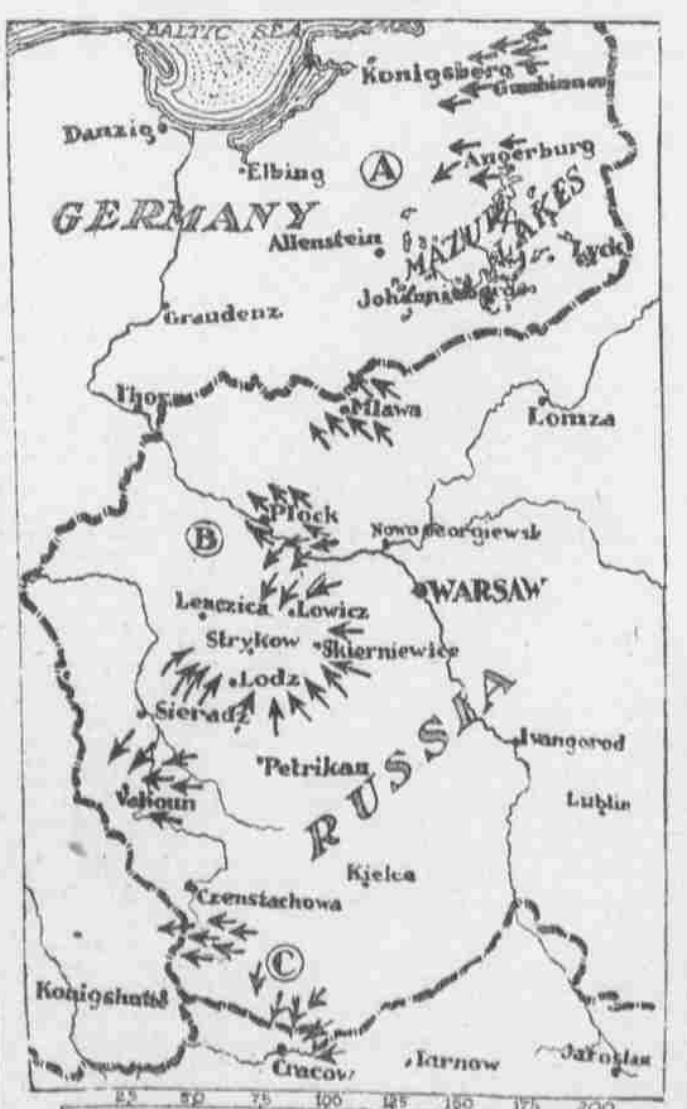 BALTIC SEA
Konigsberg
Gumbinnen
Danzig
Elbing
A
Angerburg
GERMANY
Allenstein
MAZUR
LAKES
Lyck
Johannisburg
Graudenz
Thorn
Mlawa
Lomza
Plock
B
Novo Georgiewsk
WARSAW
Lenczica
Lowicz
Strykow
Skierniewice
Lodz
Sieradz
RUSSIA
Ivangorod
Petrikau
Lublin
Kielce
Czenstachowa
C
Cracow
Tarnow
Jaroslau
25 50 75 100 125 150 175 200